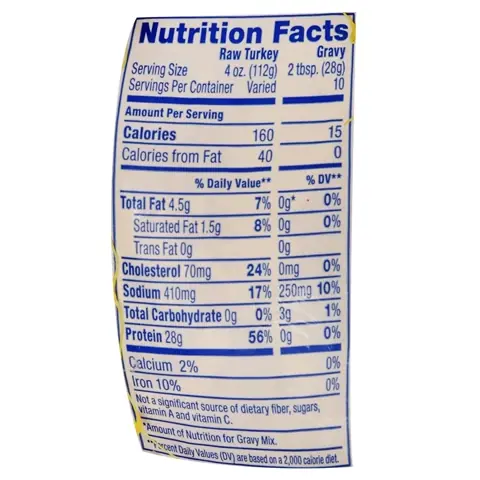 Nutrition Facts
Raw Turkey Gravy
Serving Size 4 oz. (112g) 2 tbsp. (28g)
Servings Per Container Varied 10
Amount Per Serving
Calories 160 15
Calories from Fat 40 0
% Daily Value** % DV**
Total Fat 4.5g 7% 0g* 0%
Saturated Fat 1.5g 8% 0g 0%
Trans Fat 0g 0g
Cholesterol 70mg 24% 0mg 0%
Sodium 410mg 17% 250mg 10%
Total Carbohydrate 0g 0% 3g 1%
Protein 28g 56% 0g 0%
Calcium 2% 0%
Iron 10% 0%
Not a significant source of dietary fiber, sugars,
vitamin A and vitamin C.
*Amount of Nutrition for Gravy Mix.
**Percent Daily Values (DV) are based on a 2,000 calorie diet.